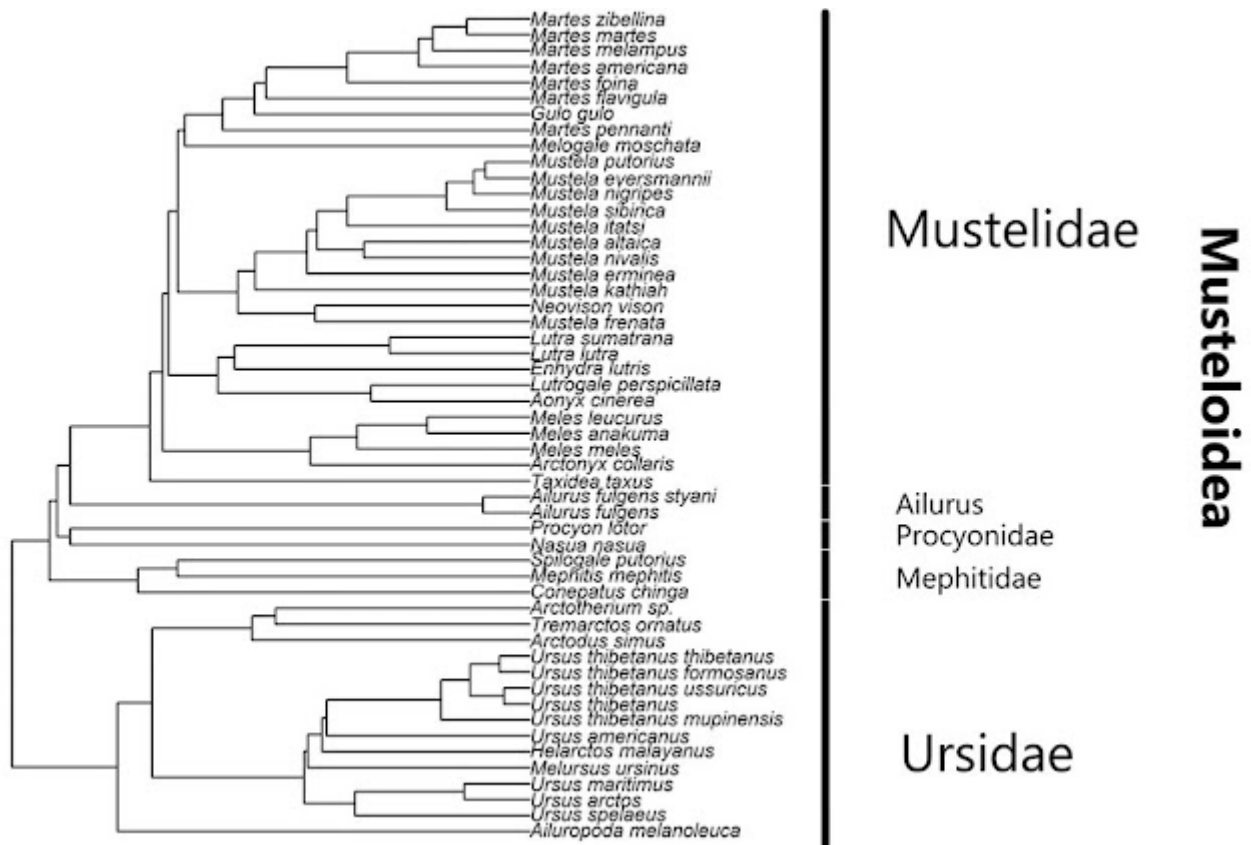 Martes zibellina
Martes martes
Martes melampus
Martes americana
Martes foina
Martes flavigula
Gulo gulo
Martes pennanti
Melogale moschata
Mustela putorius
Mustela eversmannii
Mustela nigripes
Mustela sibirica
Mustela itatsi
Mustela altaica
Mustela nivalis
Mustela erminea
Mustela kathiah
Neovison vison
Mustela frenata
Lutra sumatrana
Lutra lutra
Enhydra lutris
Lutrogale perspicillata
Aonyx cinerea
Meles leucurus
Meles anakuma
Meles meles
Arctonyx collaris
Taxidea taxus
Ailurus fulgens styani
Ailurus fulgens
Procyon lotor
Nasua nasua
Spilogale putorius
Mephitis mephitis
Conepatus chinga
Arctotherium sp.
Tremarctos ornatus
Arctodus simus
Ursus thibetanus thibetanus
Ursus thibetanus formosanus
Ursus thibetanus ussuricus
Ursus thibetanus
Ursus thibetanus mupinensis
Ursus americanus
Helarctos malayanus
Melursus ursinus
Ursus maritimus
Ursus arctos
Ursus spelaeus
Ailuropoda melanoleuca
Mustelidae
Ailurus
Procyonidae
Mephitidae
Ursidae
Musteloidea